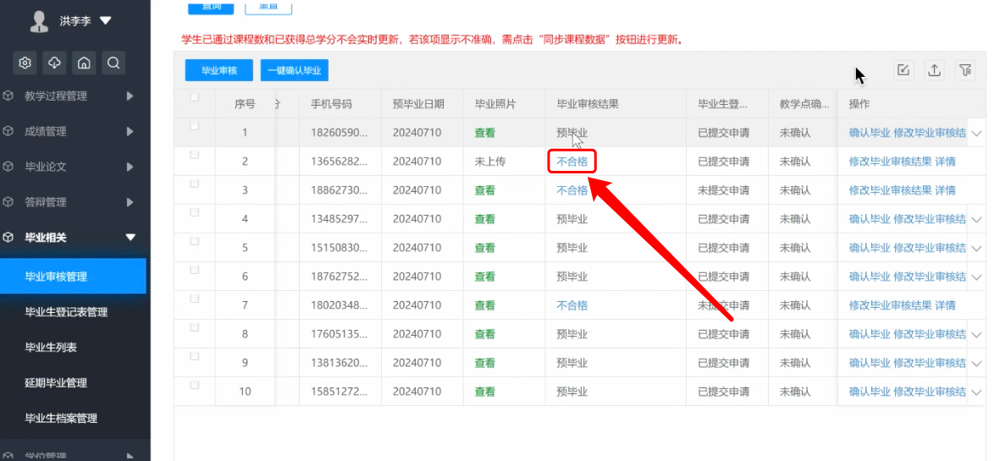 洪李李
教学过程管理
成绩管理
毕业论文
答辩管理
毕业相关
毕业审核管理
毕业生登记表管理
毕业生列表
延期毕业管理
毕业生档案管理
学位管理
查询 重置
学生已通过课程数和已获得总学分不会实时更新，若该项显示不准确，需点击“同步课程数据”按钮进行更新。
毕业审核 一键确认毕业
序号 手机号码 预毕业日期 毕业照片 毕业审核结果 毕业生登... 教学点确... 操作
1 18260590... 20240710 查看 预毕业 已提交申请 未确认 确认毕业 修改毕业审核结
2 13656282... 20240710 未上传 不合格 已提交申请 未确认 修改毕业审核结果 详情
3 18862730... 20240710 查看 不合格 未提交申请 未确认 修改毕业审核结果 详情
4 13485297... 20240710 查看 预毕业 已提交申请 未确认 确认毕业 修改毕业审核结
5 15150830... 20240710 查看 预毕业 已提交申请 未确认 确认毕业 修改毕业审核结
6 18762752... 20240710 查看 预毕业 已提交申请 未确认 确认毕业 修改毕业审核结
7 18020348... 20240710 查看 不合格 未提交申请 未确认 修改毕业审核结果 详情
8 17605135... 20240710 查看 预毕业 已提交申请 未确认 确认毕业 修改毕业审核结
9 13813620... 20240710 查看 预毕业 已提交申请 未确认 确认毕业 修改毕业审核结
10 15851272... 20240710 查看 预毕业 已提交申请 未确认 确认毕业 修改毕业审核结